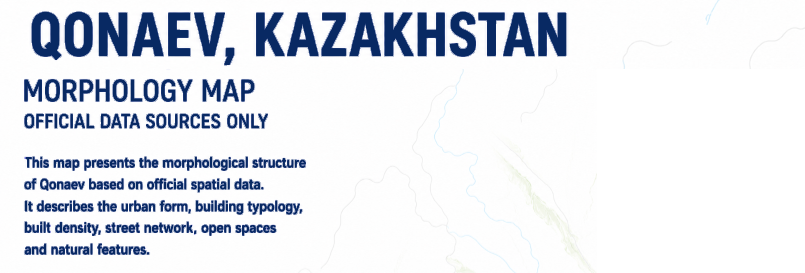 QONAEV, KAZAKHSTAN
MORPHOLOGY MAP
OFFICIAL DATA SOURCES ONLY
This map presents the morphological structure
of Qonaev based on official spatial data.
It describes the urban form, building typology,
built density, street network, open spaces
and natural features.